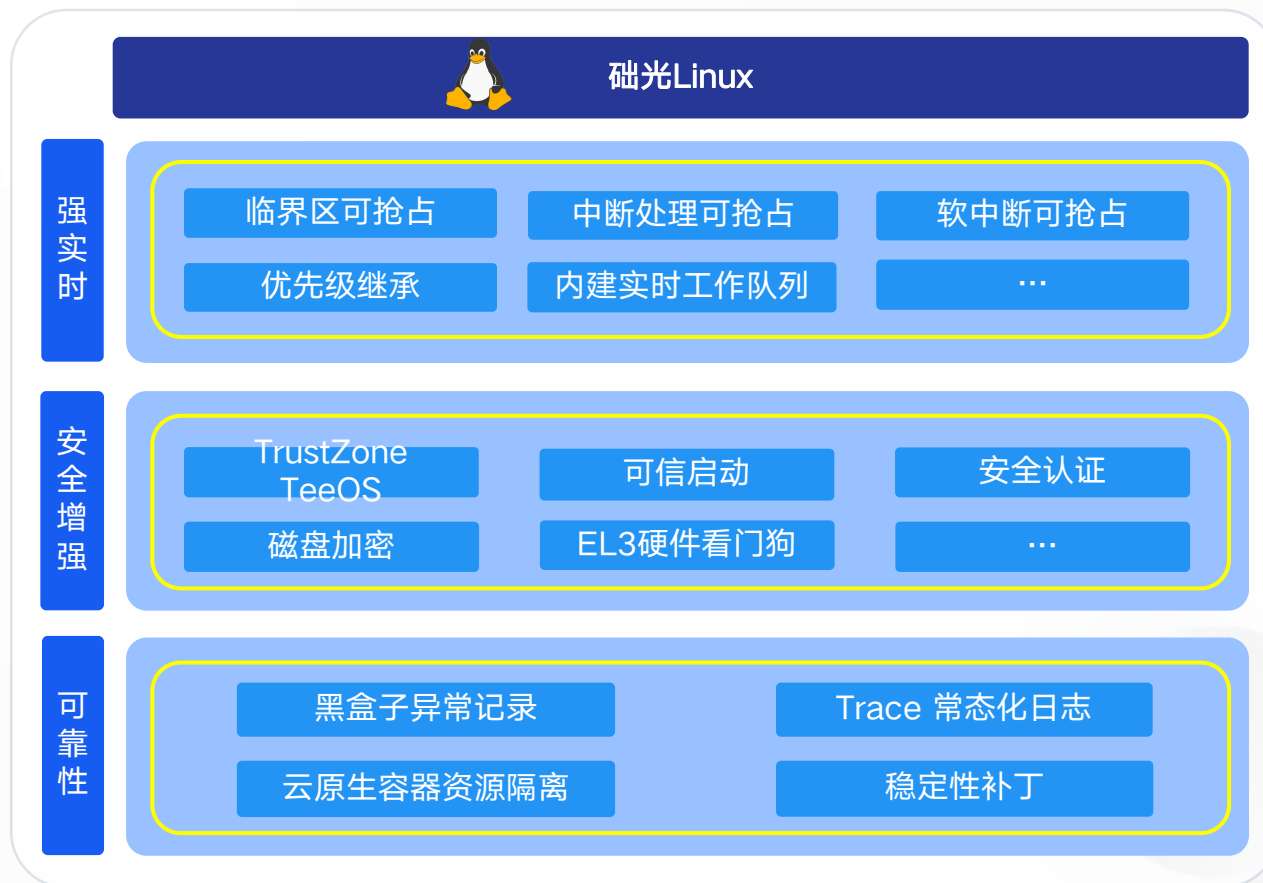 础光Linux
强实时
临界区可抢占
中断处理可抢占
软中断可抢占
优先级继承
内建实时工作队列
…
安全增强
TrustZone
TeeOS
可信启动
安全认证
磁盘加密
EL3硬件看门狗
…
可靠性
黑盒子异常记录
Trace 常态化日志
云原生容器资源隔离
稳定性补丁